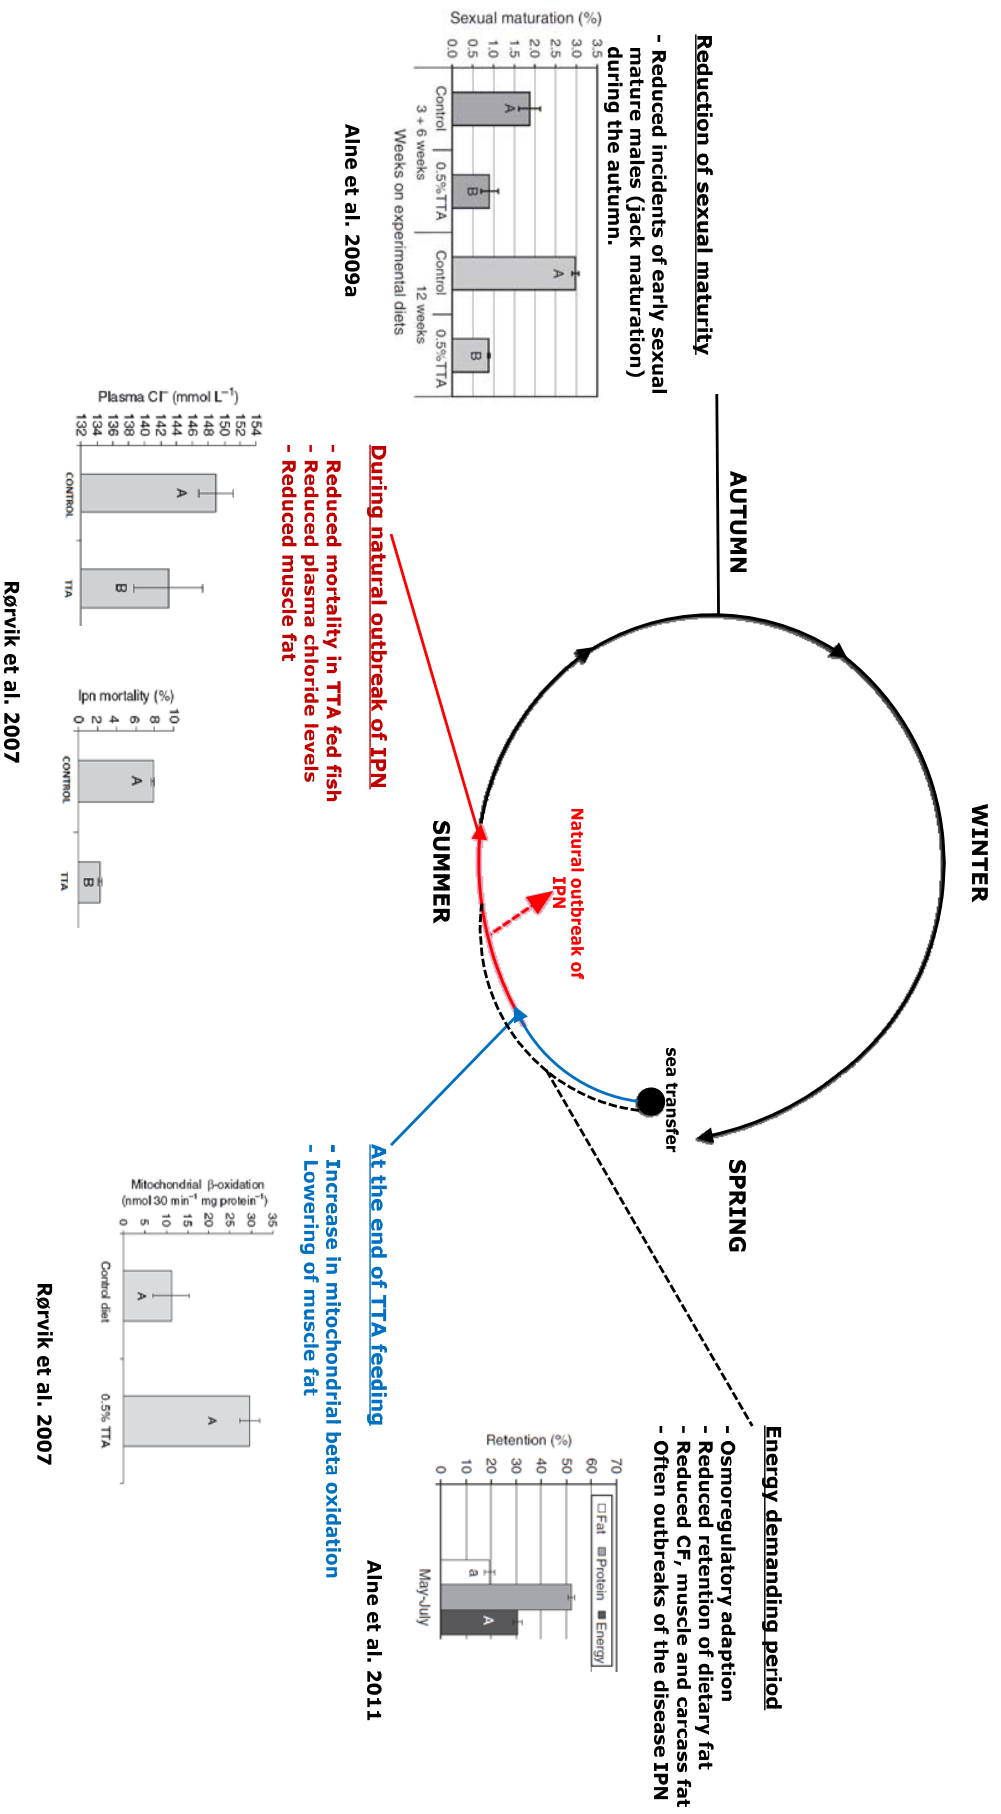 WINTER
AUTUMN
SPRING
SUMMER
sea transfer
Natural outbreak of
IPN
Reduction of sexual maturity
- Reduced incidents of early sexual
mature males (jack maturation)
during the autumn.
Sexual maturation (%)
3.5
3.0
2.5
2.0
1.5
1.0
0.5
0.0
A
B
A
B
Control
0.5%TTA
Control
0.5%TTA
3 + 6 weeks
12 weeks
Weeks on experimental diets
Alne et al. 2009a
During natural outbreak of IPN
- Reduced mortality in TTA fed fish
- Reduced plasma chloride levels
- Reduced muscle fat
Plasma Cl⁻ (mmol L⁻¹)
154
152
150
148
146
144
142
140
138
136
134
132
A
B
CONTROL
TTA
Ipn mortality (%)
10
8
6
4
2
0
A
B
CONTROL
TTA
Rørvik et al. 2007
At the end of TTA feeding
- Increase in mitochondrial beta oxidation
- Lowering of muscle fat
Mitochondrial β-oxidation
(nmol 30 min⁻¹ mg protein⁻¹)
35
30
25
20
15
10
5
0
A
A
Control diet
0.5% TTA
Rørvik et al. 2007
Energy demanding period
- Osmoregulatory adaption
- Reduced retention of dietary fat
- Reduced CF, muscle and carcass fat
- Often outbreaks of the disease IPN
Retention (%)
70
60
50
40
30
20
10
0
Fat Protein Energy
a
A
May-July
Alne et al. 2011